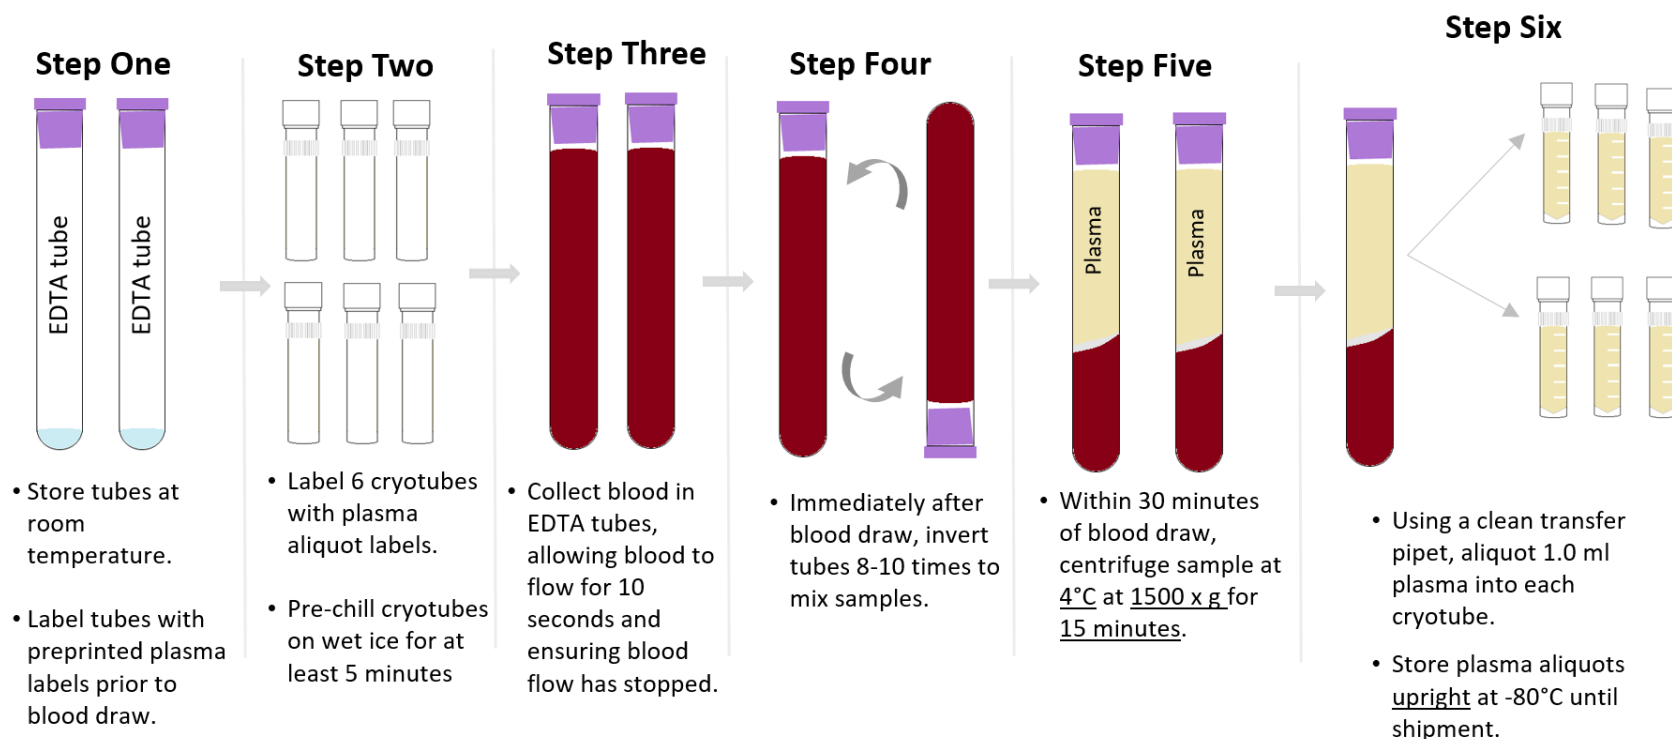 Step One
EDTA tube
EDTA tube
• Store tubes at
room
temperature.
• Label tubes with
preprinted plasma
labels prior to
blood draw.
Step Two
• Label 6 cryotubes
with plasma
aliquot labels.
• Pre-chill cryotubes
on wet ice for at
least 5 minutes
Step Three
• Collect blood in
EDTA tubes,
allowing blood to
flow for 10
seconds and
ensuring blood
flow has stopped.
Step Four
• Immediately after
blood draw, invert
tubes 8-10 times to
mix samples.
Step Five
Plasma
Plasma
• Within 30 minutes
of blood draw,
centrifuge sample at
4°C at 1500 x g for
15 minutes.
Step Six
• Using a clean transfer
pipet, aliquot 1.0 ml
plasma into each
cryotube.
• Store plasma aliquots
upright at -80°C until
shipment.